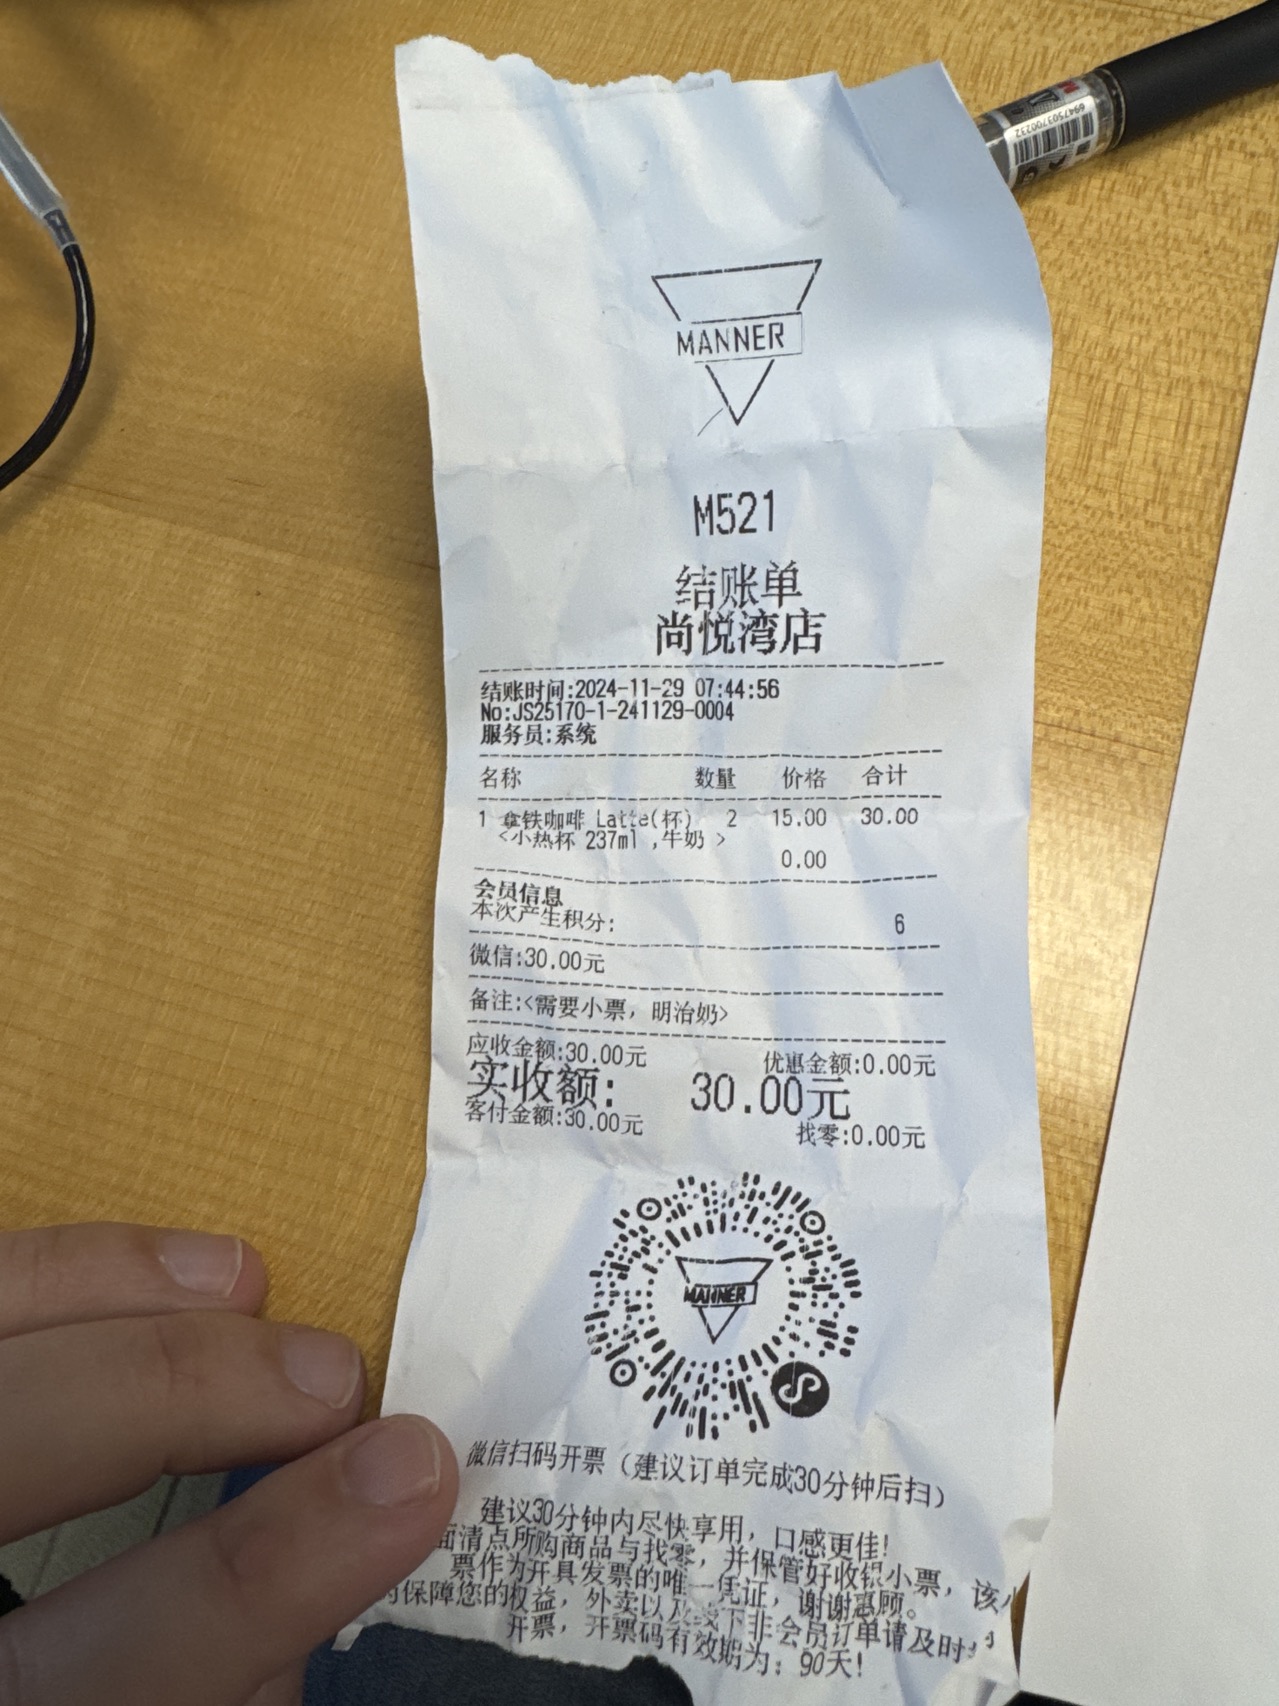 6947503700232
MANNER
M521
结账单
尚悦湾店
结账时间:2024-11-29 07:44:56
No:JS25170-1-241129-0004
服务员:系统
名称 数量 价格 合计
1 拿铁咖啡 Latte(杯) 2 15.00 30.00
<小热杯 237ml ,牛奶 >
0.00
会员信息
本次产生积分: 6
微信:30.00元
备注:<需要小票, 明治奶>
应收金额:30.00元 优惠金额:0.00元
实收额: 30.00元
客付金额:30.00元 找零:0.00元
MANNER
微信扫码开票（建议订单完成30分钟后扫）
建议30分钟内尽快享用, 口感更佳!
面清点所购商品与找零, 并保管好收银小票, 该小
票作为开具发票的唯一凭证, 谢谢惠顾。
保障您的权益, 外卖以及线下非会员订单请及时
开票, 开票码有效期为: 90天!